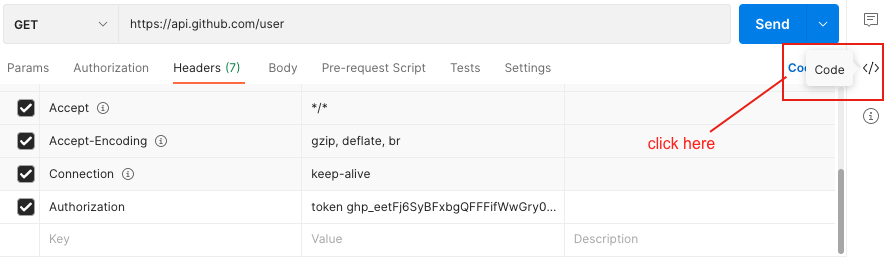 GET https://api.github.com/user Send
Params Authorization Headers (7) Body Pre-request Script Tests Settings
Code
Accept */*
Accept-Encoding gzip, deflate, br
click here
Connection keep-alive
Authorization token ghp_eetFj6SyBFxbgQFFFifWwGry0...
Key Value Description